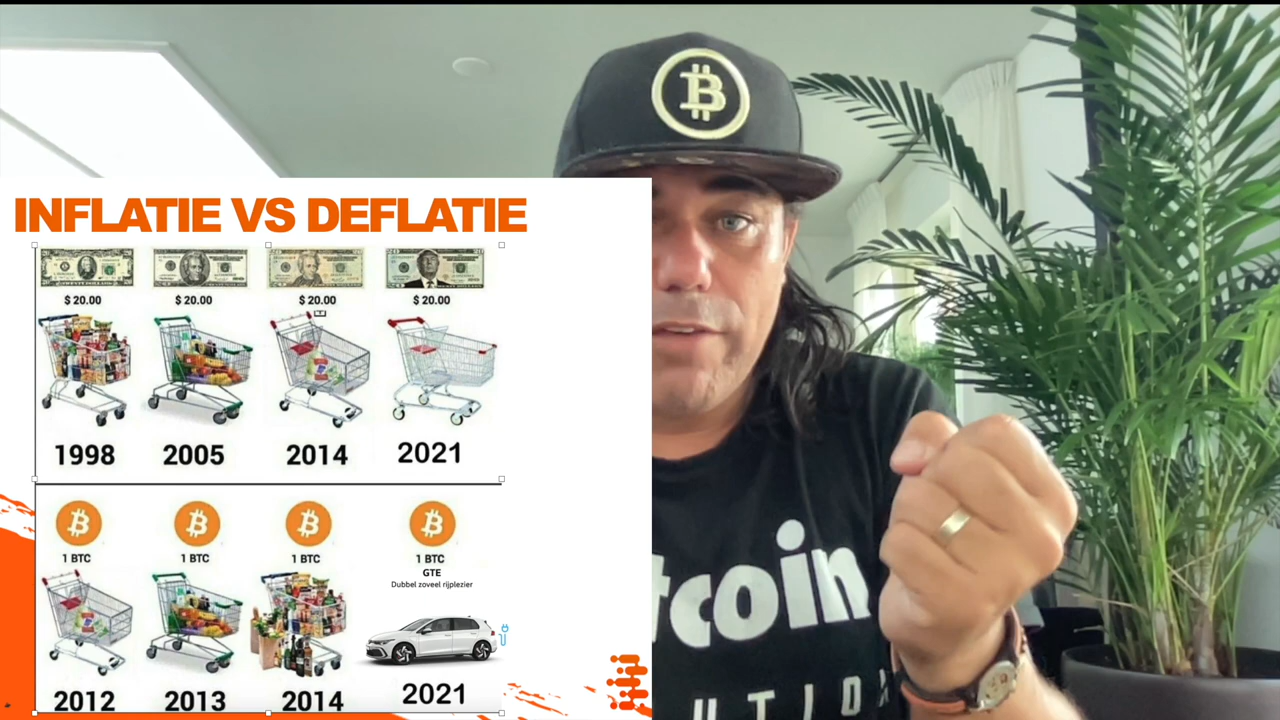 INFLATIE VS DEFLATIE
$ 20.00 $ 20.00 $ 20.00 $ 20.00
1998 2005 2014 2021
1 BTC 1 BTC 1 BTC 1 BTC
GTE
Dubbel zoveel rijplezier
2012 2013 2014 2021
tcoin
UTION